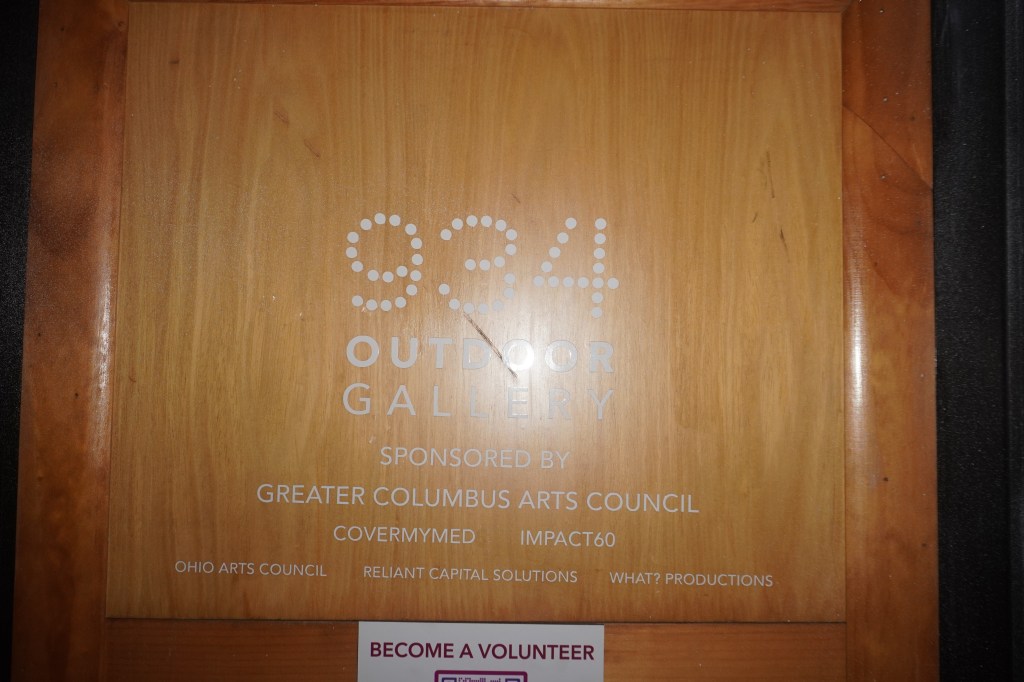 934
OUTDOOR
GALLERY
SPONSORED BY
GREATER COLUMBUS ARTS COUNCIL
COVERMYMED IMPACT60
OHIO ARTS COUNCIL RELIANT CAPITAL SOLUTIONS WHAT? PRODUCTIONS
BECOME A VOLUNTEER